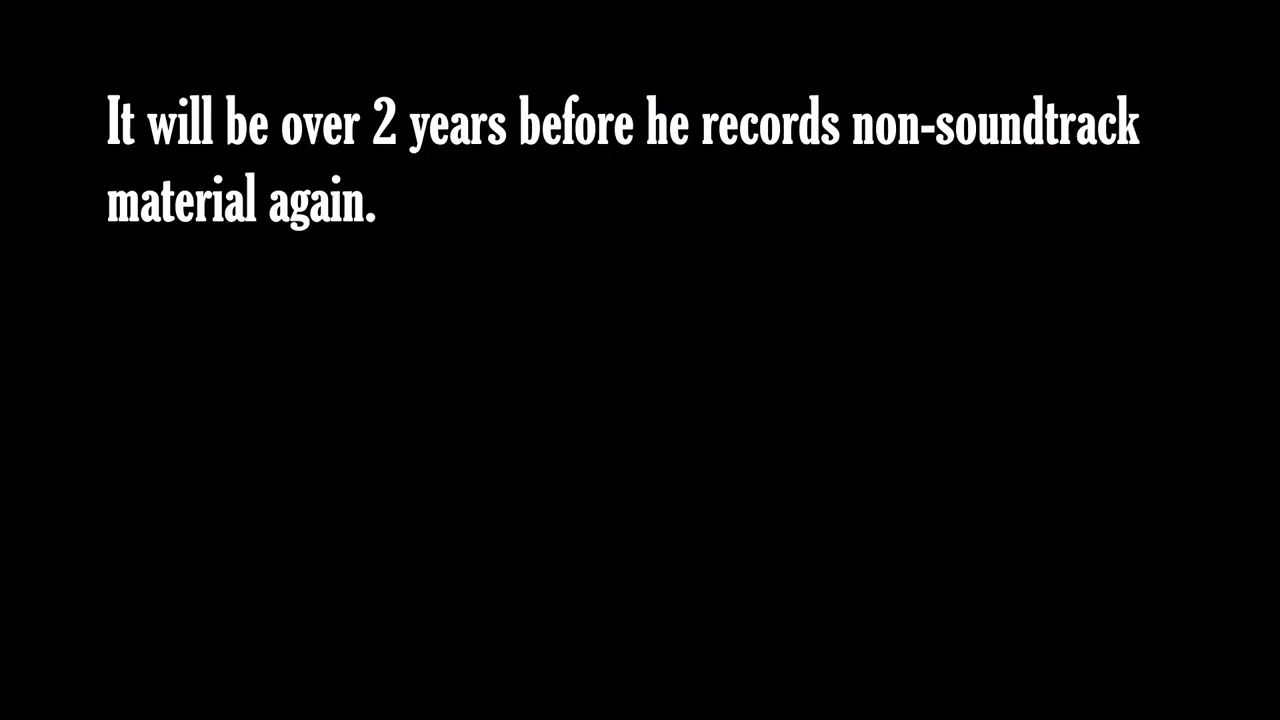 It will be over 2 years before he records non-soundtrack
material again.